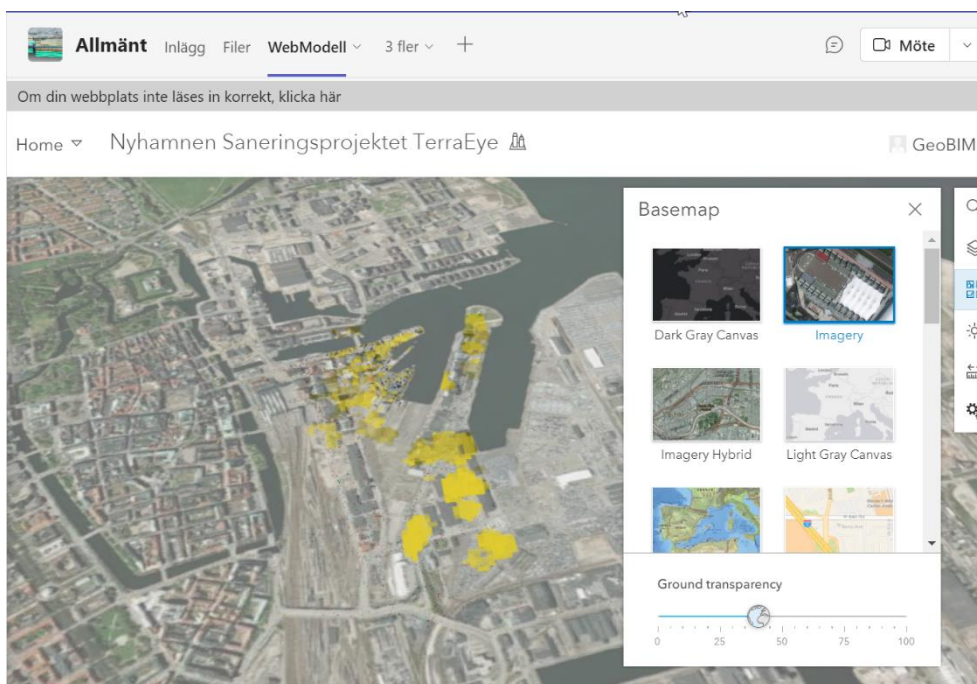 Allmänt Inlägg Filer WebModell 3 fler Möte
Om din webbplats inte läses in korrekt, klicka här
Home Nyhamnen Saneringsprojektet TerraEye GeoBIM
Basemap
Dark Gray Canvas Imagery
Imagery Hybrid Light Gray Canvas
Ground transparency
0 25 50 75 100